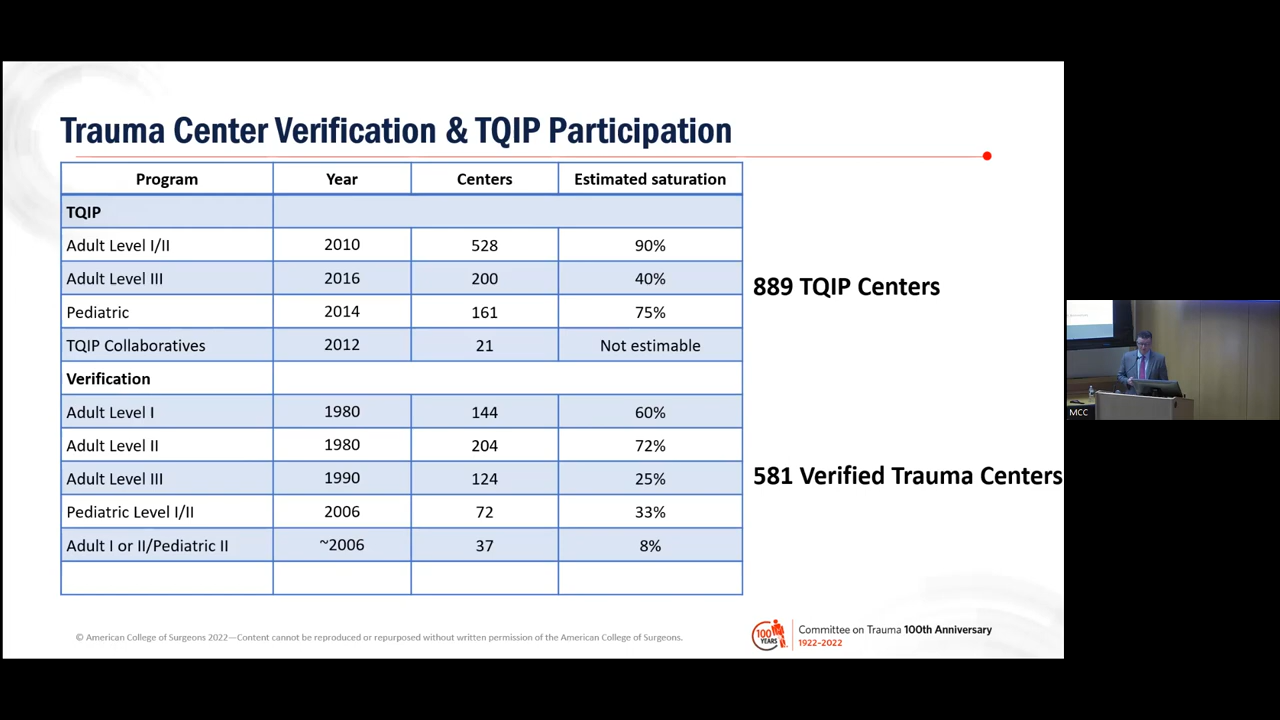 Trauma Center Verification & TQIP Participation
Program Year Centers Estimated saturation
TQIP
Adult Level I/II 2010 528 90%
Adult Level III 2016 200 40%
Pediatric 2014 161 75%
TQIP Collaboratives 2012 21 Not estimable
Verification
Adult Level I 1980 144 60%
Adult Level II 1980 204 72%
Adult Level III 1990 124 25%
Pediatric Level I/II 2006 72 33%
Adult I or II/Pediatric II ~2006 37 8%
889 TQIP Centers
581 Verified Trauma Centers
© American College of Surgeons 2022—Content cannot be reproduced or repurposed without written permission of the American College of Surgeons.
100
YEARS
Committee on Trauma 100th Anniversary
1922-2022
MCC